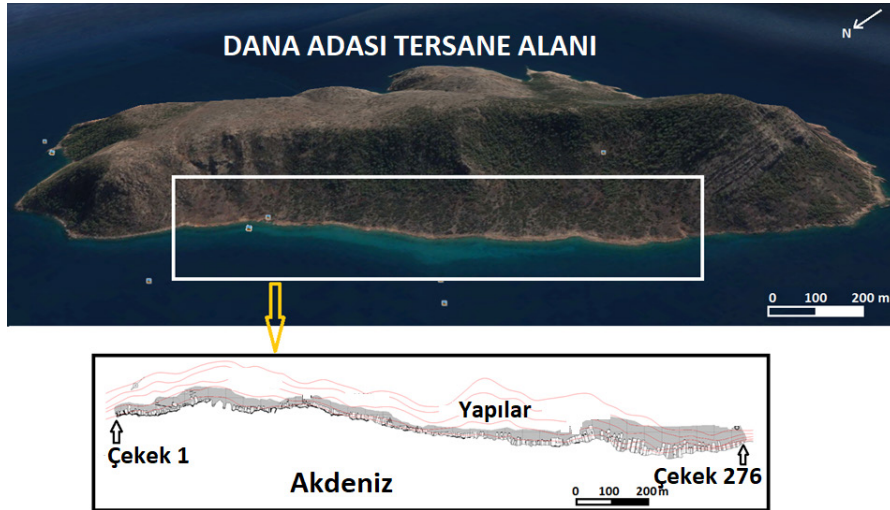 DANA ADASI TERSANE ALANI
N
0 100 200 m
Yapılar
Çekek 1
Çekek 276
Akdeniz
0 100 200 m